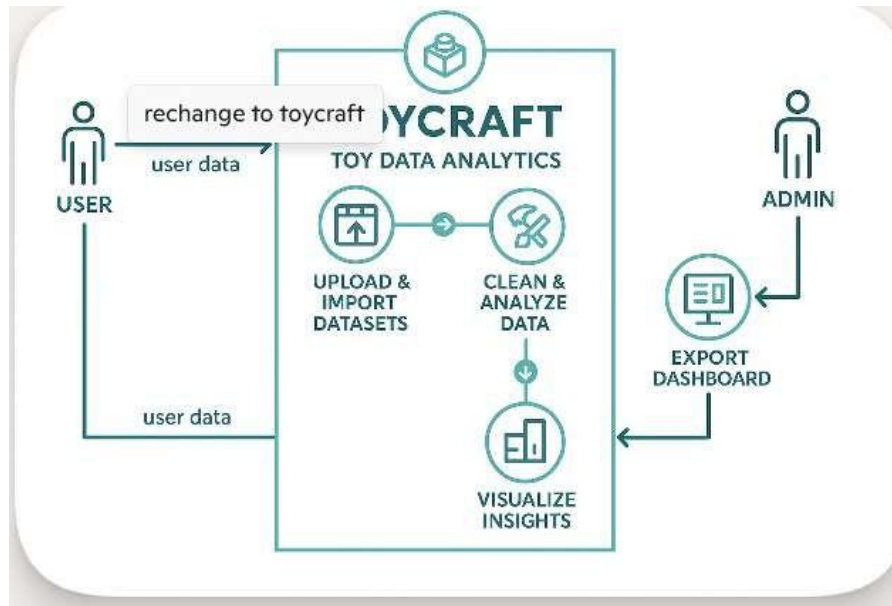 rechange to toycraft
OYCRAFT
TOY DATA ANALYTICS
user data
USER
ADMIN
UPLOAD &
IMPORT
DATASETS
CLEAN &
ANALYZE
DATA
EXPORT
DASHBOARD
user data
VISUALIZE
INSIGHTS